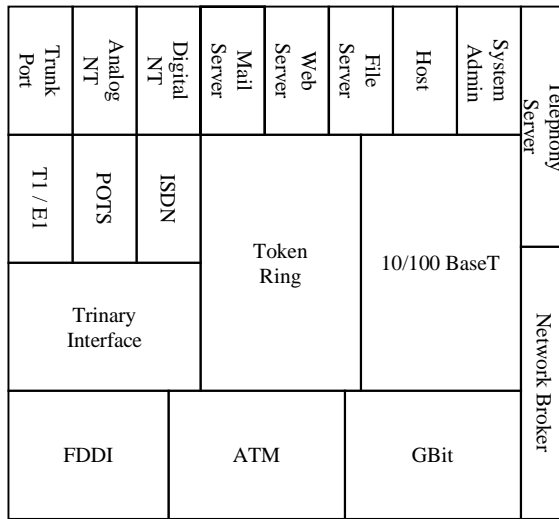 Trunk
Port
Analog
NT
Digital
NT
Mail
Server
Web
Server
File
Server
Host
System
Admin
Telephony
Server
T1 / E1
POTS
ISDN
Token
Ring
10/100 BaseT
Trinary
Interface
Network Broker
FDDI
ATM
GBit